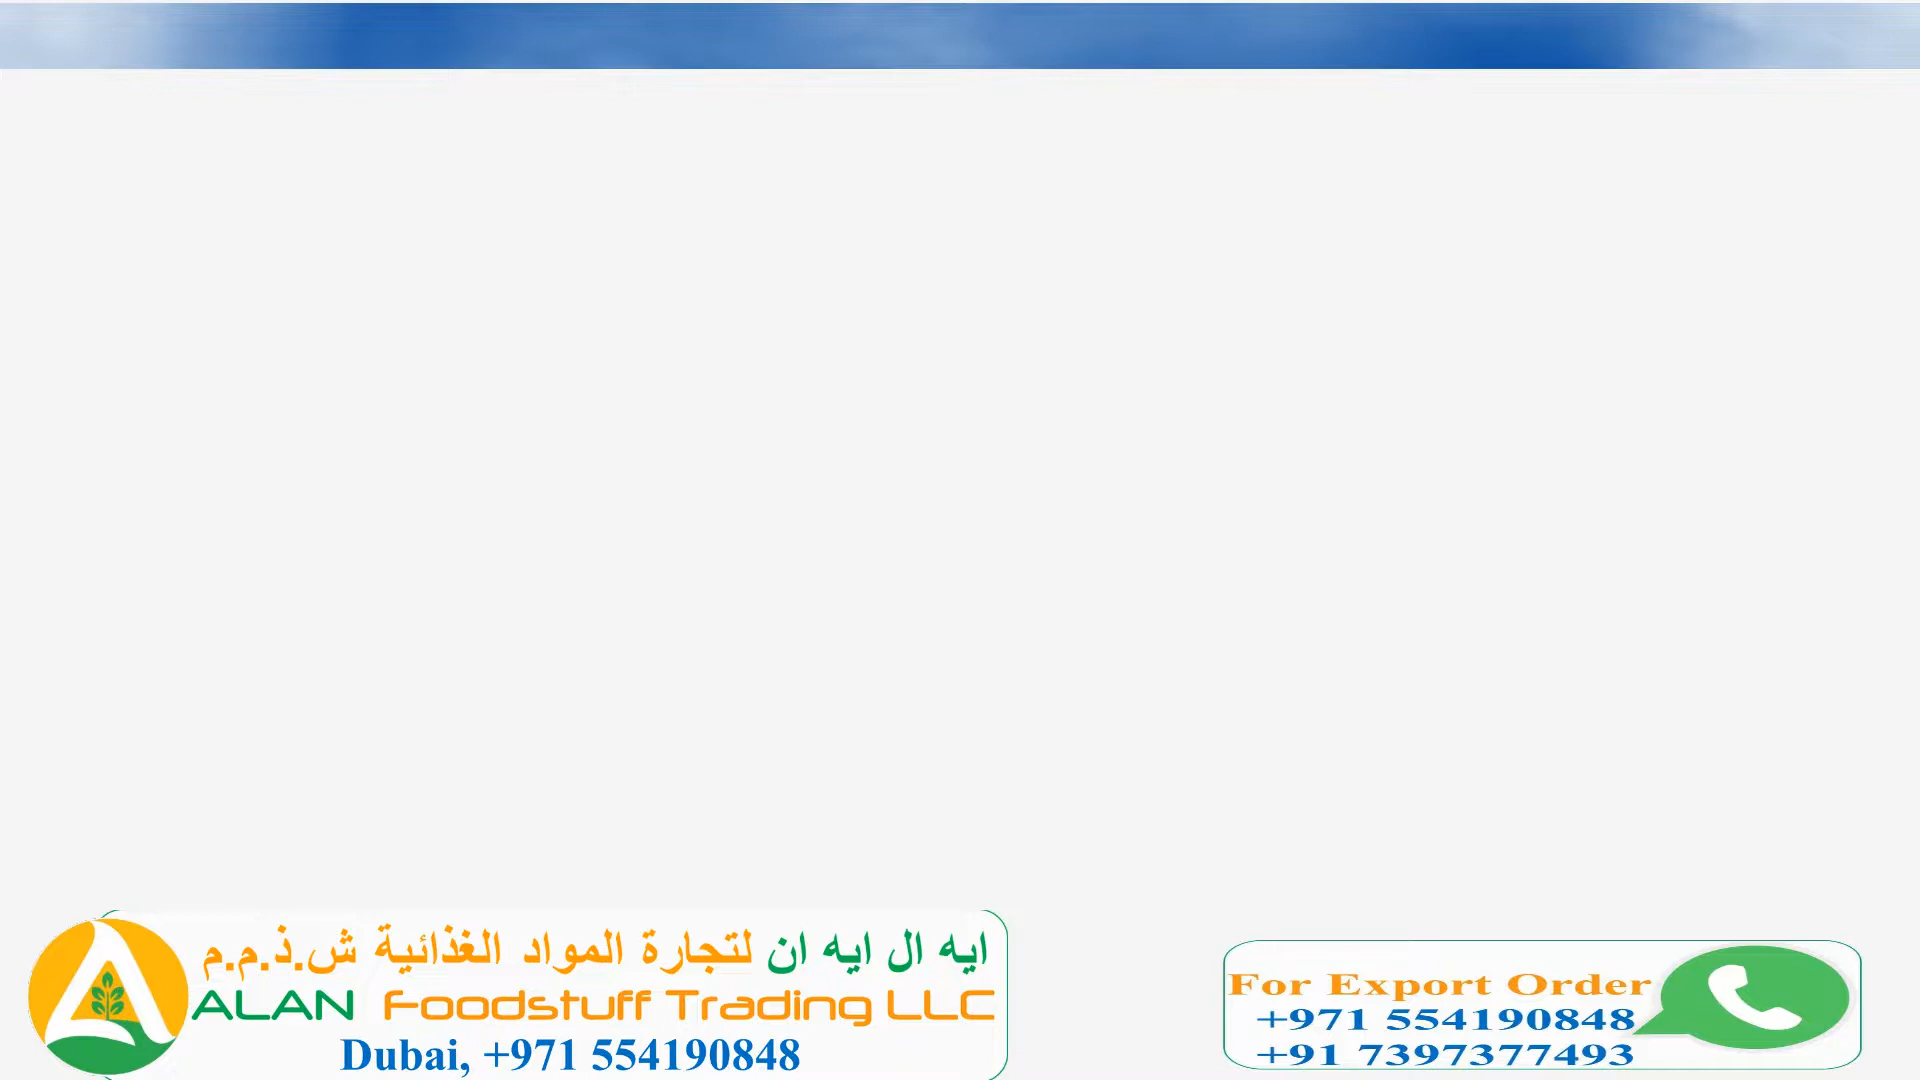 ايه ال ايه ان لتجارة المواد الغذائية ش.ذ.م.م
ALAN Foodstuff Trading LLC
Dubai, +971 554190848
For Export Order
+971 554190848
+91 7397377493